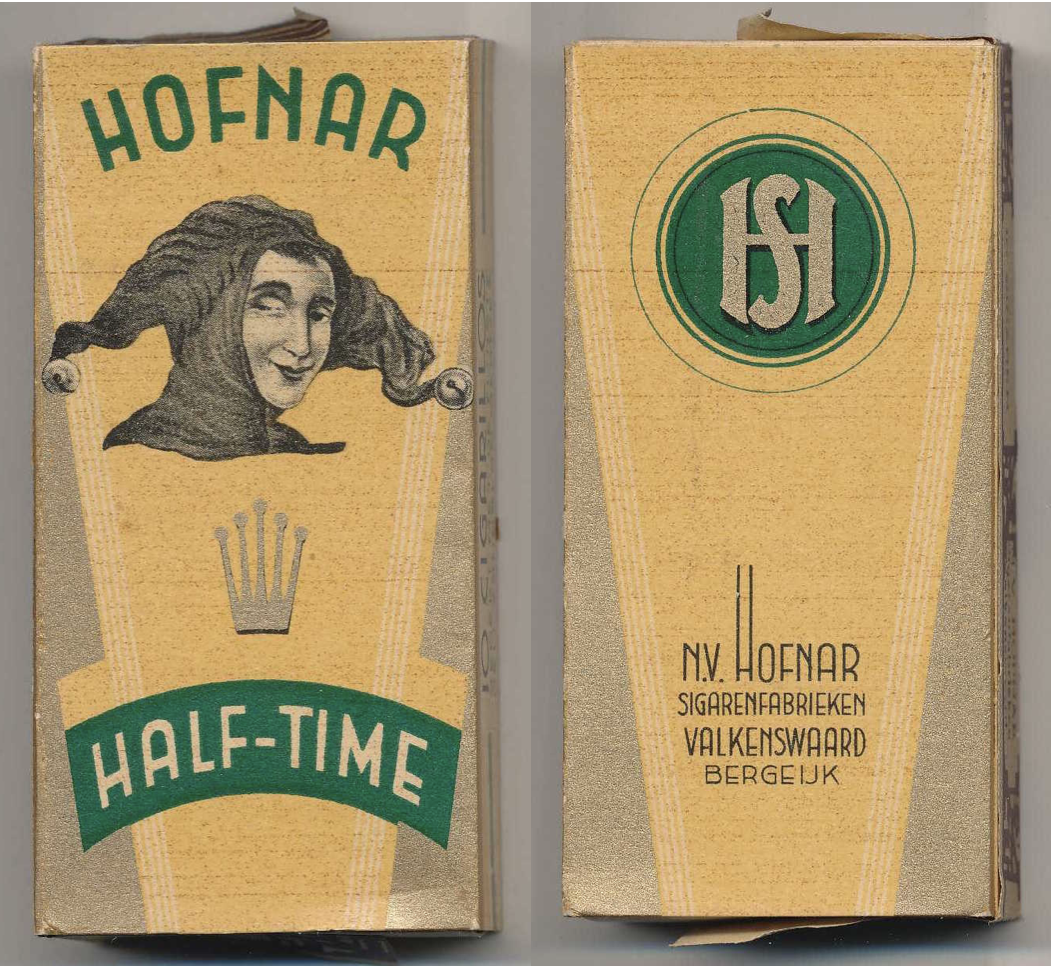 HOFNAR
HALF-TIME
HS
N.V. HOFNAR
SIGARENFABRIEKEN
VALKENSWAARD
BERGEIJK